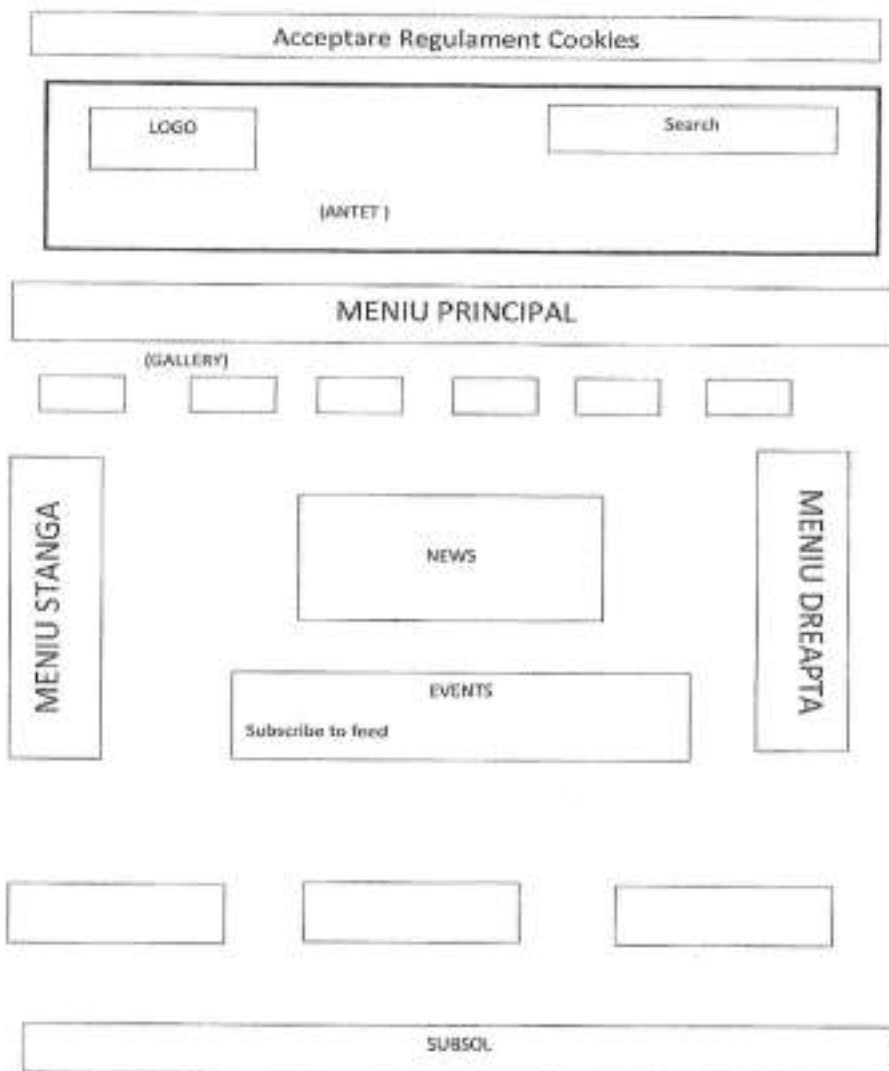 Acceptare Regulament Cookies
LOGO
Search
(ANTET )
MENIU PRINCIPAL
(GALLERY)
MENIU STANGA
NEWS
MENIU DREAPTA
EVENTS
Subscribe to feed
SUBSOL